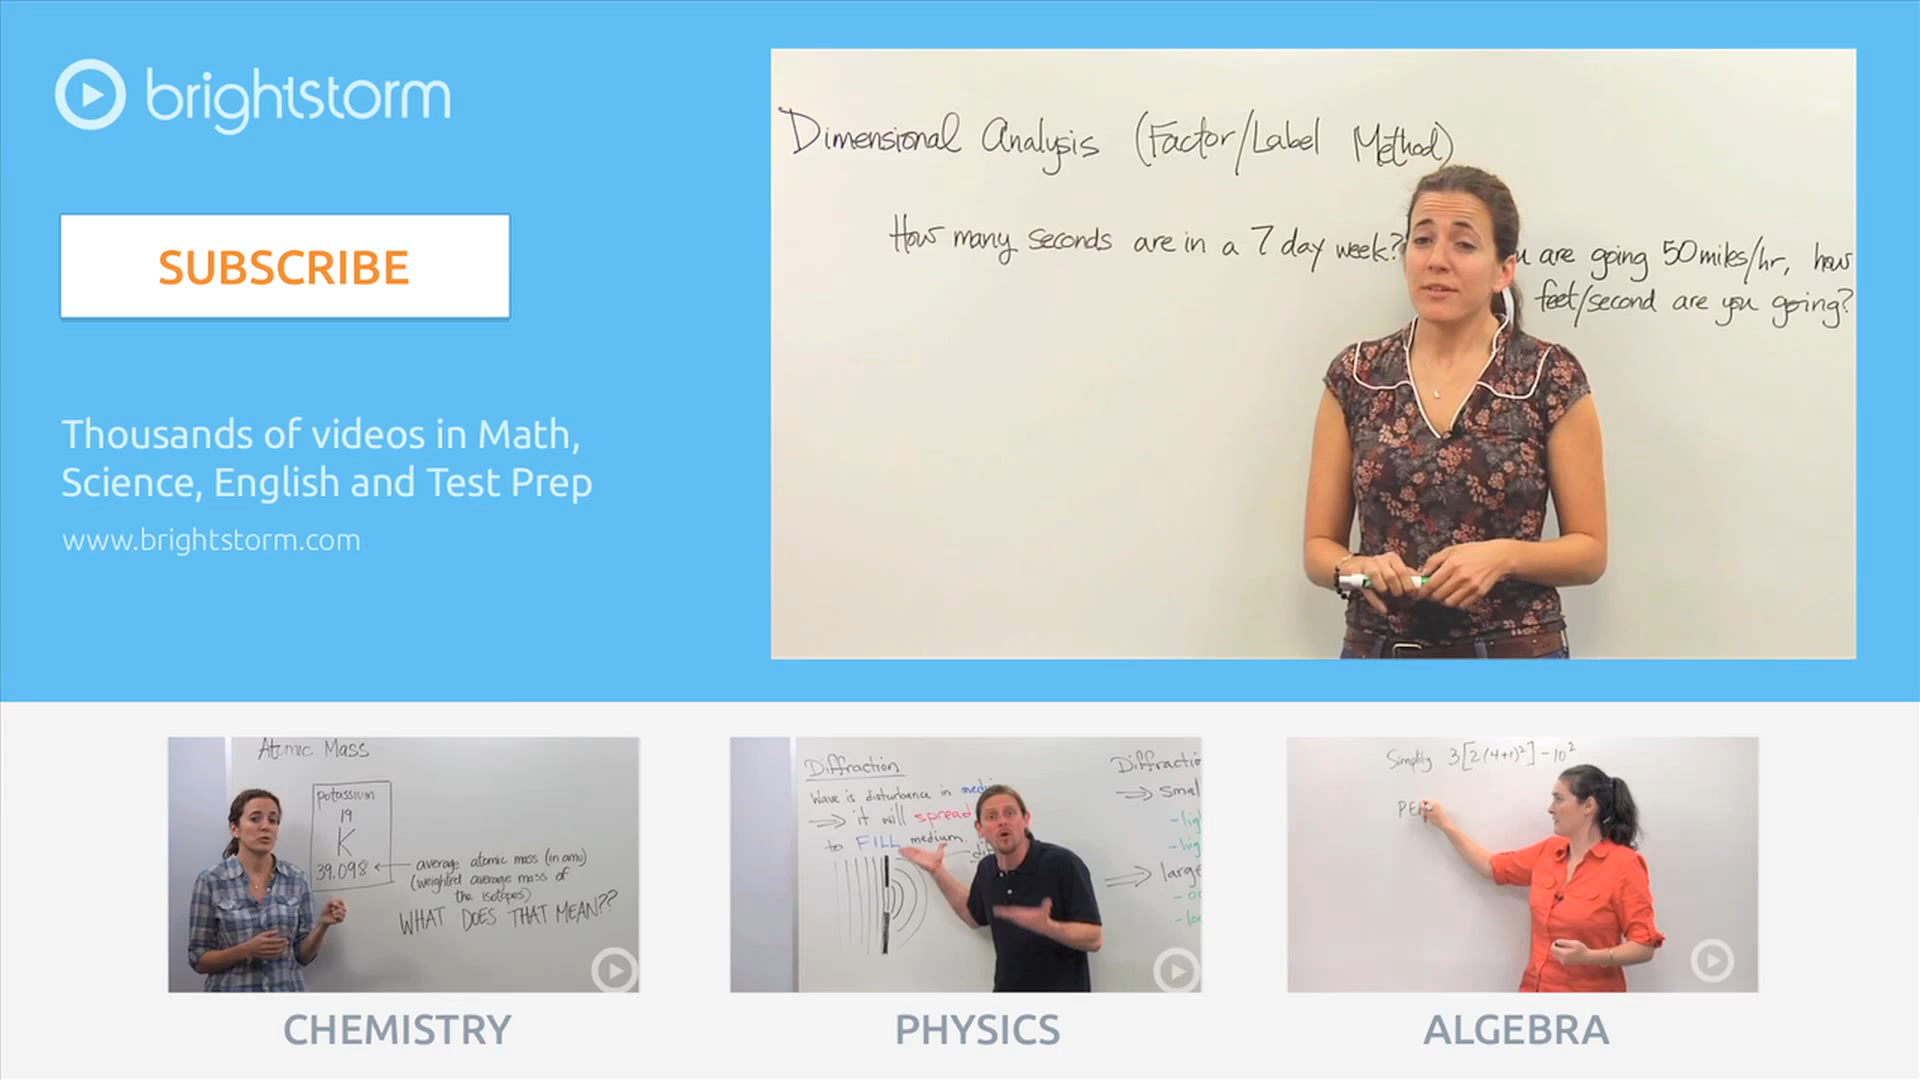 brightstorm
SUBSCRIBE
Thousands of videos in Math,
Science, English and Test Prep
www.brightstorm.com
Dimensional Analysis (Factor/Label Method)
How many seconds are in a 7 day week?
are going 50 miles/hr, how
feet/second are you going?
Atomic Mass
potassium
19
K
39.098 ← average atomic mass (in amu)
(weighted average mass of
the isotopes)
WHAT DOES THAT MEAN??
CHEMISTRY
Diffraction
Wave is disturbance in
⇒ it will spread
to FILL medium.
⇒
⇒
PHYSICS
Simplify 3[2(4+1)²]-10²
ALGEBRA